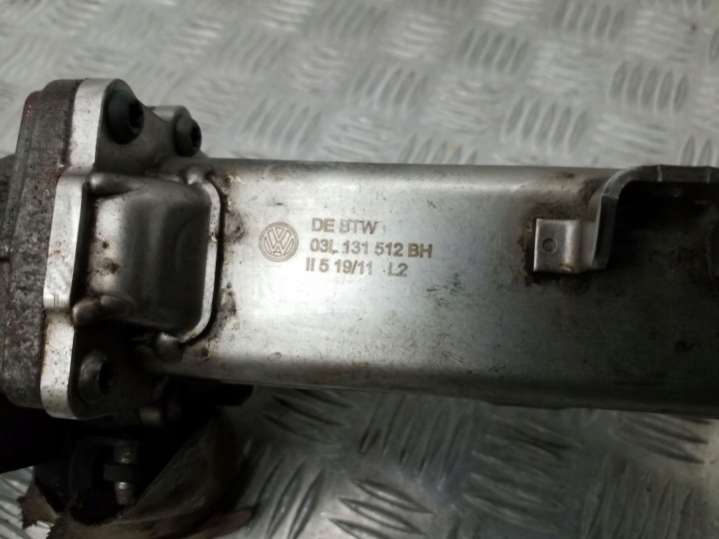 DE BTW
03L 131 512 BH
II 5 19/11 L2